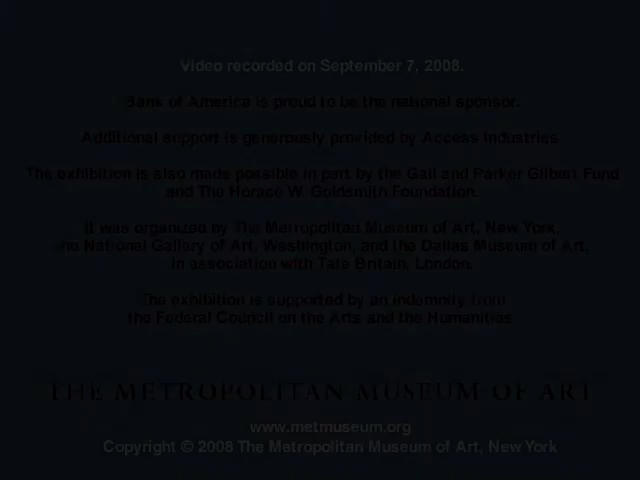 Video recorded on September 7, 2008.
Bank of America is proud to be the national sponsor.
Additional support is generously provided by Access Industries
The exhibition is also made possible in part by the Gail and Parker Gilbert Fund
and The Horace W. Goldsmith Foundation.
It was organized by The Metropolitan Museum of Art, New York,
the National Gallery of Art, Washington, and the Dallas Museum of Art,
in association with Tate Britain, London.
The exhibition is supported by an indemnity from
the Federal Council on the Arts and the Humanities
THE METROPOLITAN MUSEUM OF ART
www.metmuseum.org
Copyright © 2008 The Metropolitan Museum of Art, New York